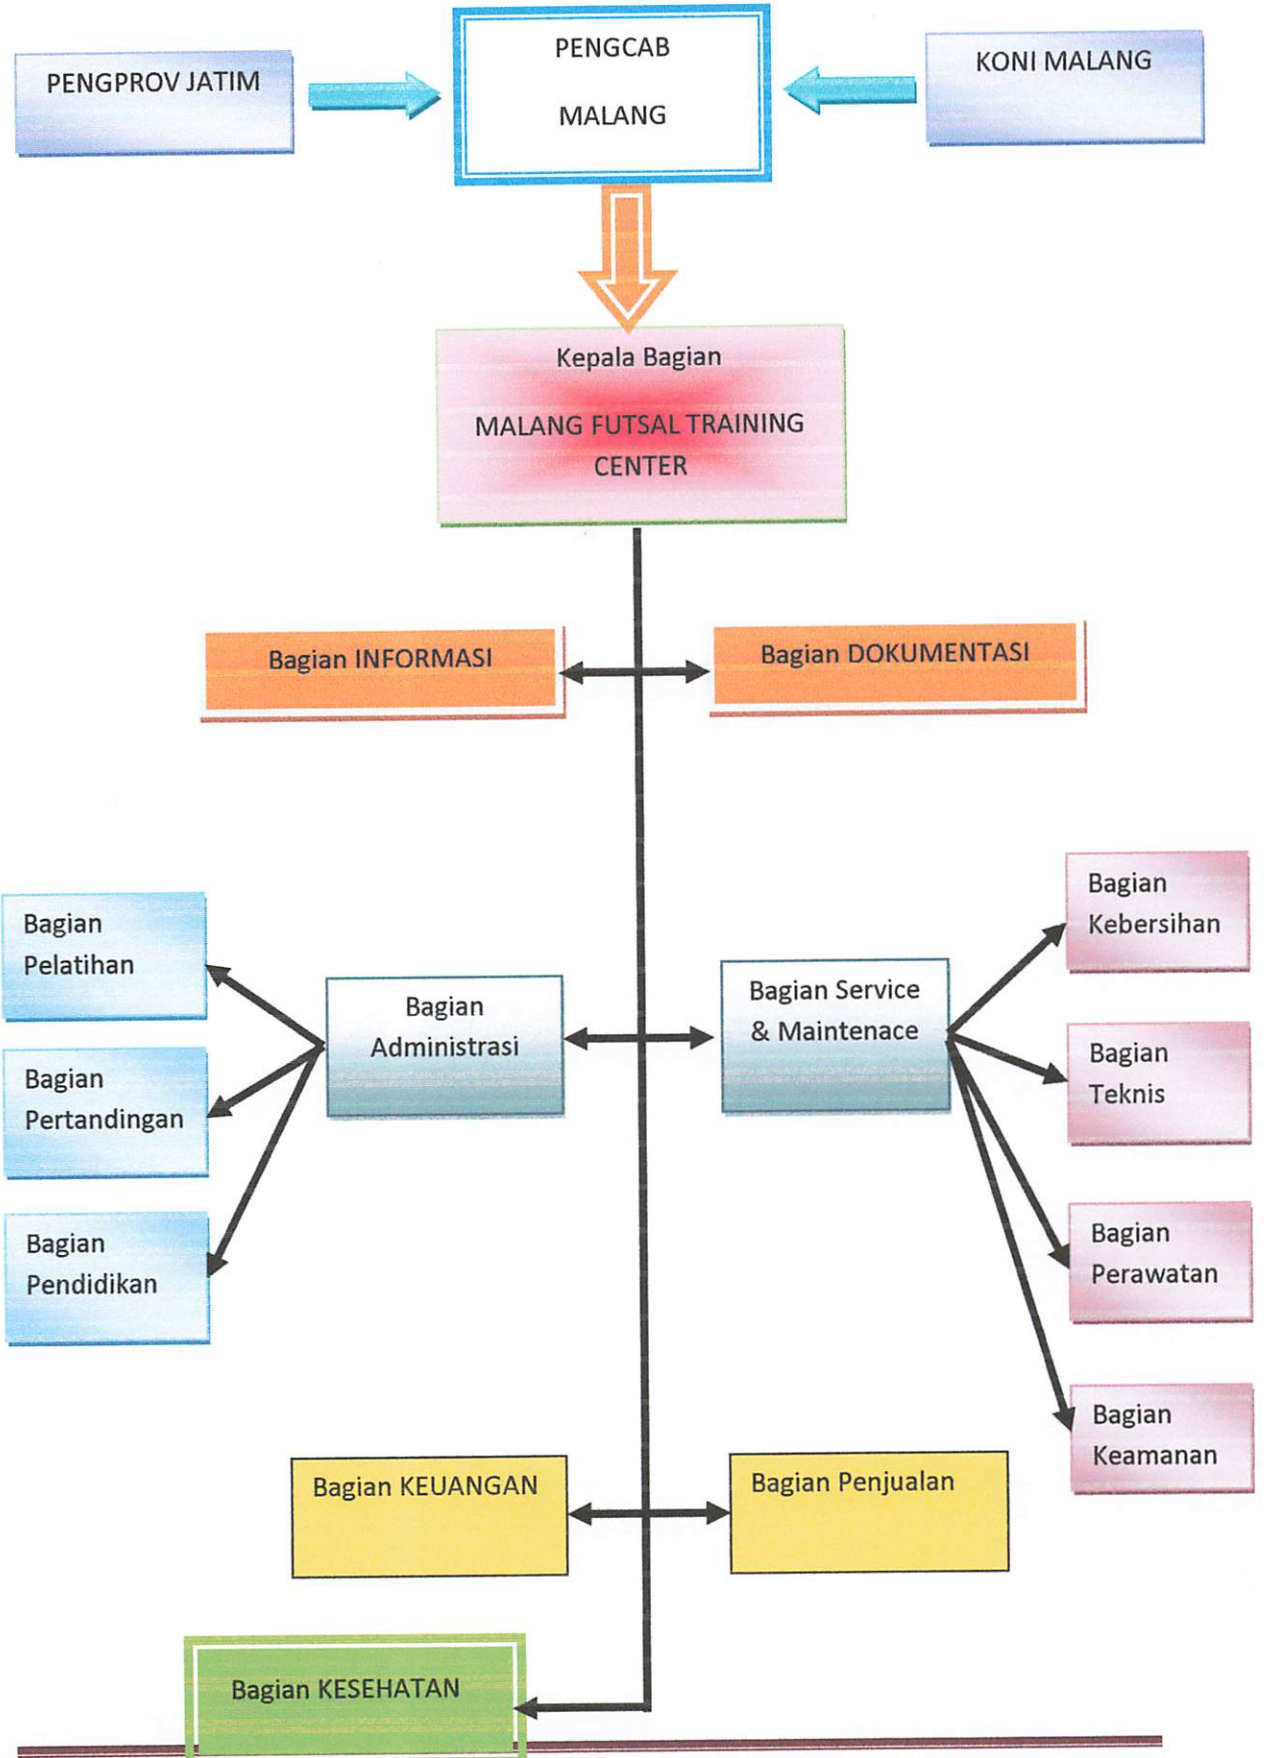 PENGPROV JATIM
PENGCAB
MALANG
KONI MALANG
Kepala Bagian
MALANG FUTSAL TRAINING
CENTER
Bagian INFORMASI
Bagian DOKUMENTASI
Bagian
Pelatihan
Bagian
Pertandingan
Bagian
Pendidikan
Bagian
Administrasi
Bagian Service
& Maintenace
Bagian
Kebersihan
Bagian
Teknis
Bagian
Perawatan
Bagian
Keamanan
Bagian KEUANGAN
Bagian Penjualan
Bagian KESEHATAN